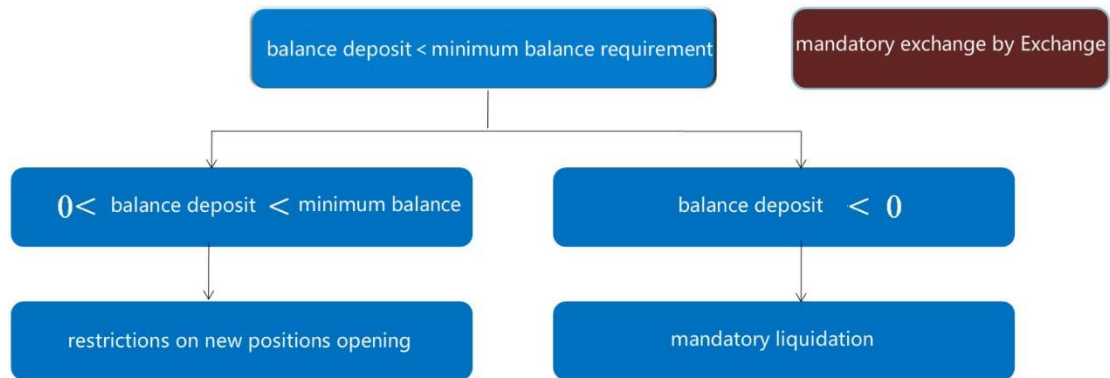 balance deposit < minimum balance requirement
mandatory exchange by Exchange
0< balance deposit < minimum balance
balance deposit < 0
restrictions on new positions opening
mandatory liquidation